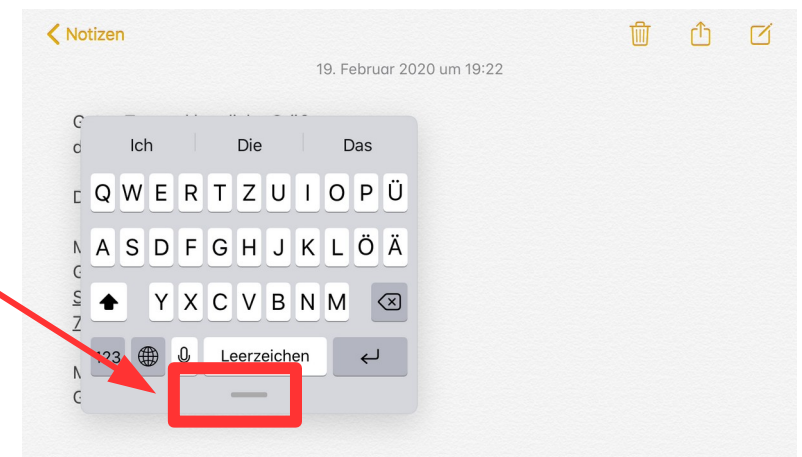 Notizen
19. Februar 2020 um 19:22
Ich Die Das
Q W E R T Z U I O P Ü
A S D F G H J K L Ö Ä
Y X C V B N M
123 Leerzeichen